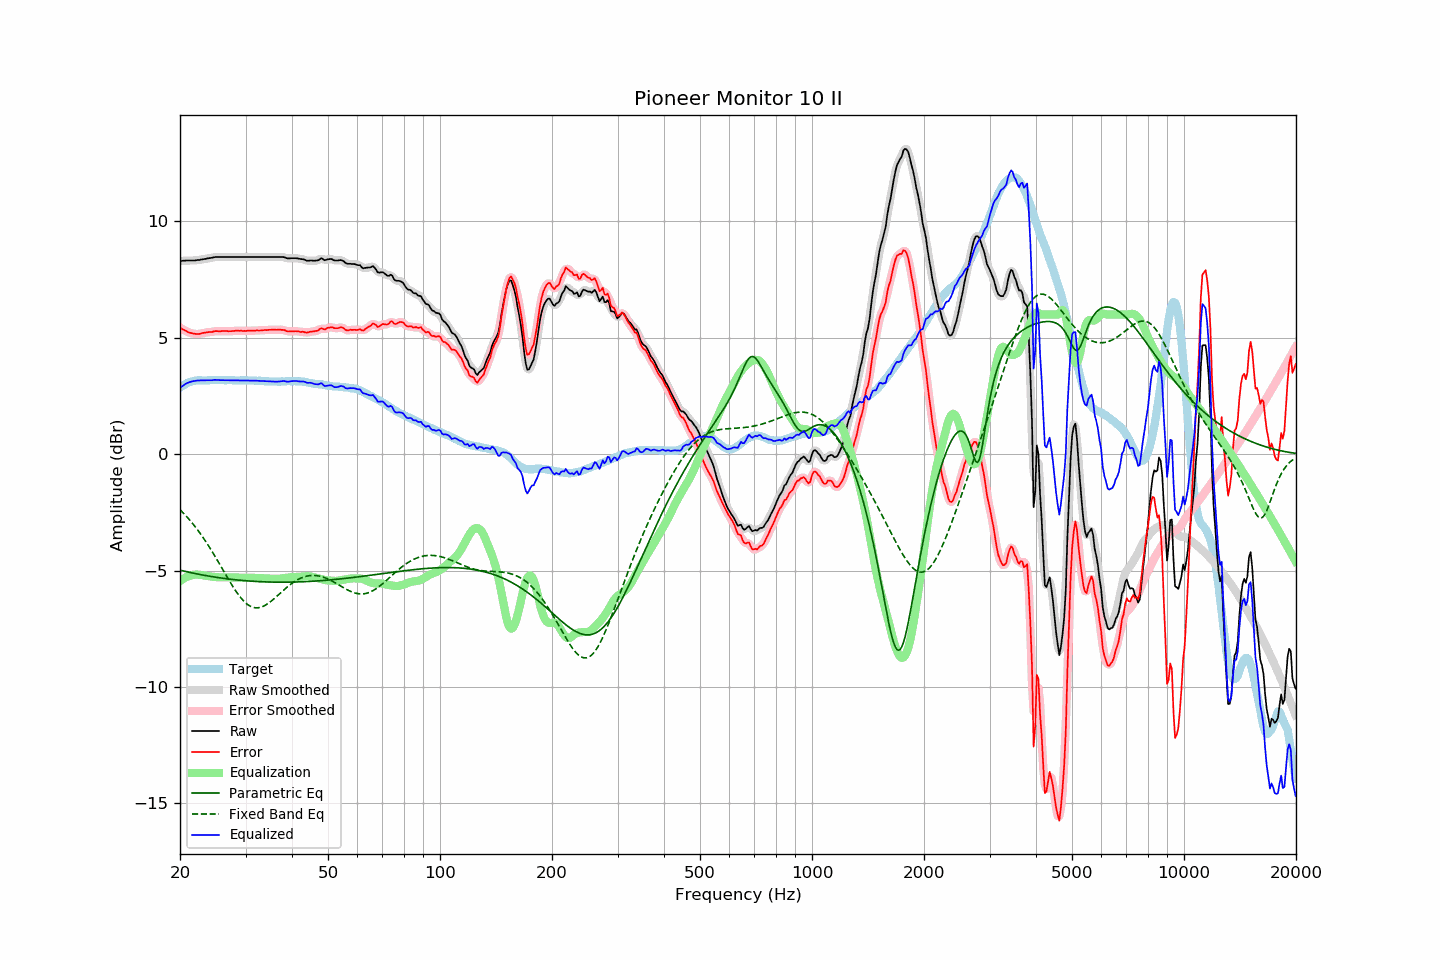 Pioneer Monitor 10 II
Amplitude (dBr)
10
5
0
−5
−10
−15
Target
Raw Smoothed
Error Smoothed
Raw
Error
Equalization
Parametric Eq
Fixed Band Eq
Equalized
20 50 100 200 500 1000 2000 5000 10000 20000
Frequency (Hz)